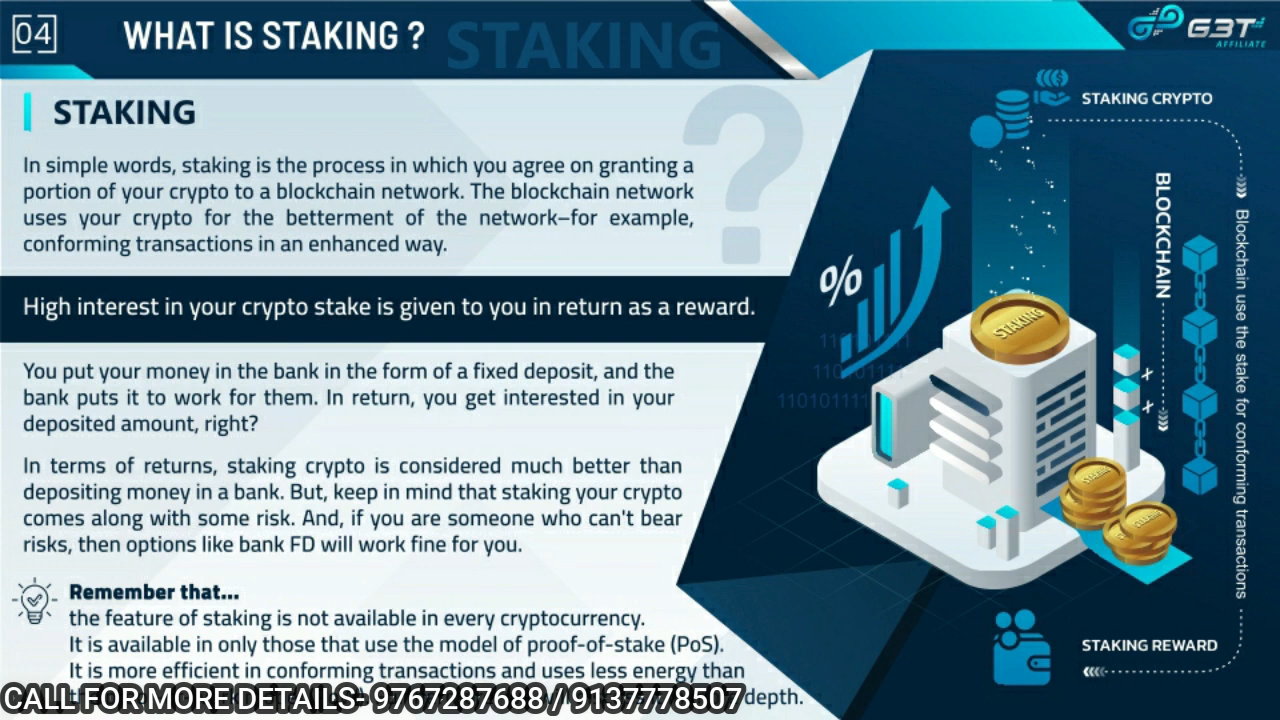 04
WHAT IS STAKING ?
STAKING
G3T
AFFILIATE
STAKING
In simple words, staking is the process in which you agree on granting a
portion of your crypto to a blockchain network. The blockchain network
uses your crypto for the betterment of the network–for example,
conforming transactions in an enhanced way.
High interest in your crypto stake is given to you in return as a reward.
You put your money in the bank in the form of a fixed deposit, and the
bank puts it to work for them. In return, you get interested in your
deposited amount, right?
In terms of returns, staking crypto is considered much better than
depositing money in a bank. But, keep in mind that staking your crypto
comes along with some risk. And, if you are someone who can't bear
risks, then options like bank FD will work fine for you.
Remember that...
the feature of staking is not available in every cryptocurrency.
It is available in only those that use the model of proof-of-stake (PoS).
It is more efficient in conforming transactions and uses less energy than
depth.
CALL FOR MORE DETAILS- 9767287688 / 9137778507
?
%
STAKING
STAKING CRYPTO
BLOCKCHAIN
Blockchain use the stake for conforming transactions
STAKING REWARD